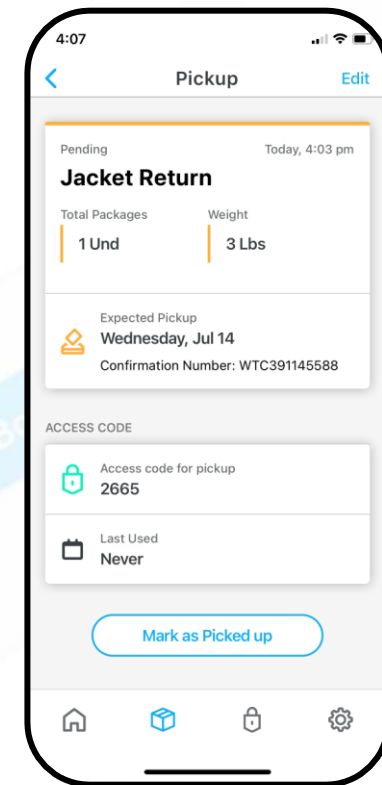 4:07
Pickup Edit
Pending Today, 4:03 pm
Jacket Return
Total Packages Weight
1 Und 3 Lbs
Expected Pickup
Wednesday, Jul 14
Confirmation Number: WTC391145588
ACCESS CODE
Access code for pickup
2665
Last Used
Never
Mark as Picked up